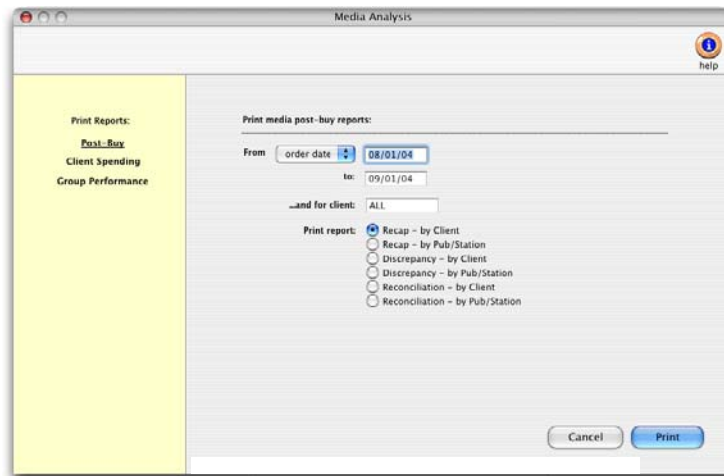 Media Analysis
help
Print Reports:
Post-Buy
Client Spending
Group Performance
Print media post-buy reports:
From order date 08/01/04
to: 09/01/04
...and for client: ALL
Print report: Recap - by Client
Recap - by Pub/Station
Discrepancy - by Client
Discrepancy - by Pub/Station
Reconciliation - by Client
Reconciliation - by Pub/Station
Cancel Print